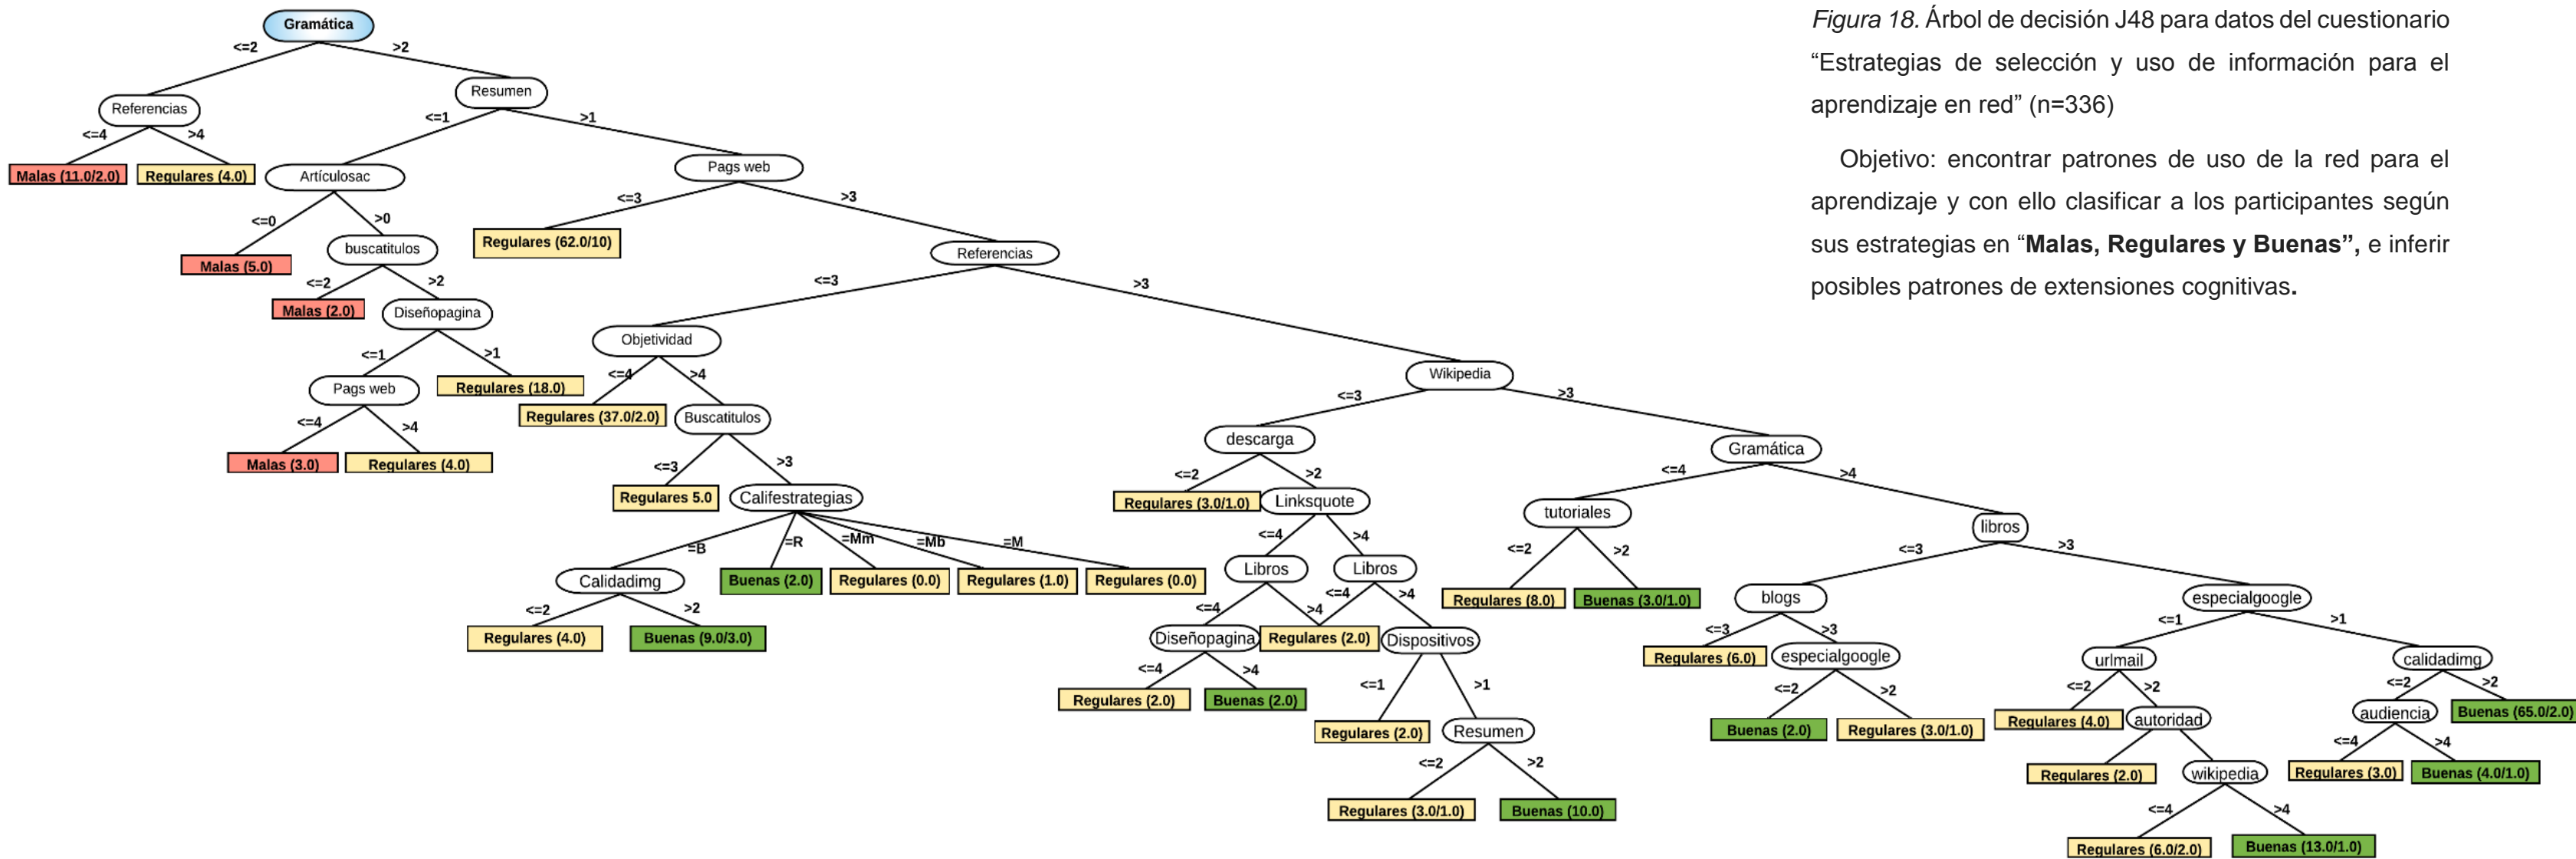 Figura 18. Árbol de decisión J48 para datos del cuestionario
“Estrategias de selección y uso de información para el
aprendizaje en red” (n=336)
Objetivo: encontrar patrones de uso de la red para el
aprendizaje y con ello clasificar a los participantes según
sus estrategias en “Malas, Regulares y Buenas”, e inferir
posibles patrones de extensiones cognitivas.
Gramática
<=2 >2
Referencias
Resumen
<=4 >4
<=1 >1
Malas (11.0/2.0) Regulares (4.0)
Artículosac
Pags web
<=0 >0
<=3 >3
Malas (5.0)
buscatitulos
Regulares (62.0/10)
Referencias
<=2 >2
<=3 >3
Malas (2.0)
Diseñopagina
<=1 >1
Pags web
Regulares (18.0)
<=4 >4
Malas (3.0) Regulares (4.0)
Objetividad
<=4 >4
Regulares (37.0/2.0)
Buscatitulos
<=3 >3
Regulares 5.0
Califestrategias
=B =R =Mm =Mb =M
Calidadimg
Buenas (2.0) Regulares (0.0) Regulares (1.0) Regulares (0.0)
<=2 >2
Regulares (4.0) Buenas (9.0/3.0)
Wikipedia
<=3 >3
descarga
<=2 >2
Regulares (3.0/1.0)
Linksquote
<=4 >4
Libros Libros
<=4 >4 <=4 >4
Diseñopagina
Regulares (2.0)
Dispositivos
<=4 >4
Regulares (2.0) Buenas (2.0)
<=1 >1
Regulares (2.0)
Resumen
<=2 >2
Regulares (3.0/1.0) Buenas (10.0)
Gramática
<=4 >4
tutoriales
<=2 >2
Regulares (8.0) Buenas (3.0/1.0)
libros
<=3 >3
blogs
<=3 >3
Regulares (6.0)
especialgoogle
<=2 >2
Buenas (2.0) Regulares (3.0/1.0)
especialgoogle
<=1 >1
urlmail
<=2 >2
Regulares (4.0)
autoridad
Regulares (2.0)
wikipedia
<=4 >4
Regulares (6.0/2.0) Buenas (13.0/1.0)
calidadimg
<=2 >2
audiencia
Buenas (65.0/2.0)
<=4 >4
Regulares (3.0) Buenas (4.0/1.0)